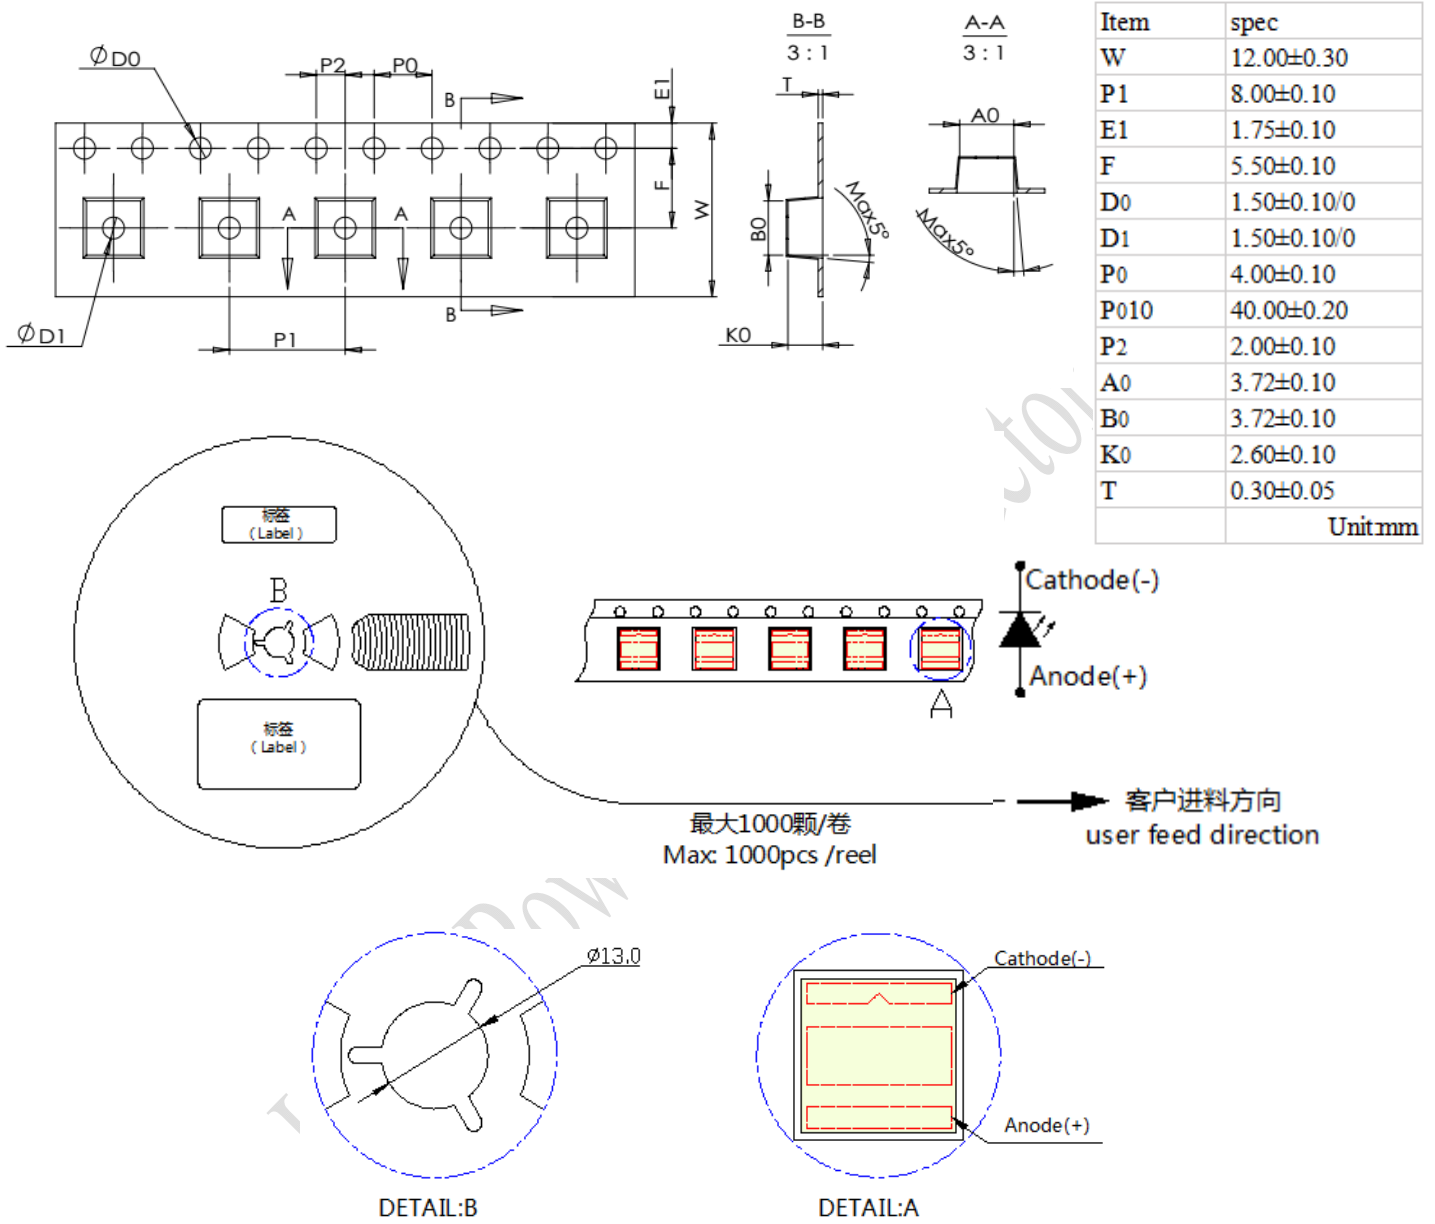 B-B
3 : 1
A-A
3 : 1
ØD0
P2
P0
B
E1
T
A0
F
W
A
A
B0
Max5°
Max5°
B
ØD1
P1
K0
Item spec
W 12.00±0.30
P1 8.00±0.10
E1 1.75±0.10
F 5.50±0.10
D0 1.50±0.10/0
D1 1.50±0.10/0
P0 4.00±0.10
P010 40.00±0.20
P2 2.00±0.10
A0 3.72±0.10
B0 3.72±0.10
K0 2.60±0.10
T 0.30±0.05
Unit:mm
标签
(Label)
B
标签
(Label)
Cathode(-)
Anode(+)
A
最大1000颗/卷
Max: 1000pcs /reel
客户进料方向
user feed direction
Ø13.0
DETAIL:B
Cathode(-)
Anode(+)
DETAIL:A